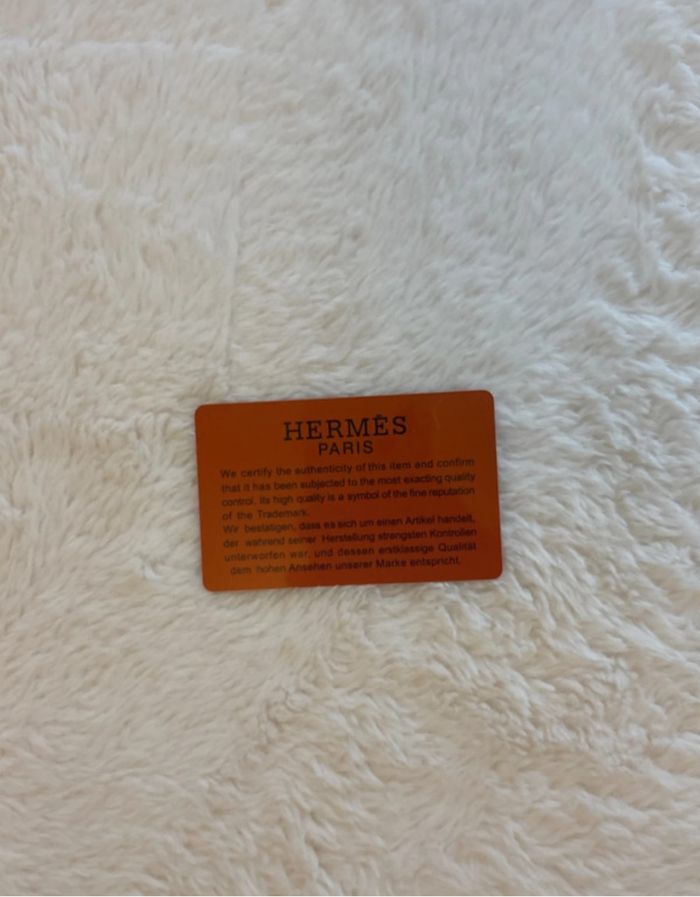 HERMĒS
PARIS
We certify the authenticity of this item and confirm
that it has been subjected to the most exacting quality
control. Its high quality is a symbol of the fine reputation
of the Trademark.
Wir bestatigen, dass es sich um einen Artikel handelt,
der wahrend seiner Herstellung strengsten Kontrollen
unterworfen war, und dessen erstklassige Qualität
dem hohen Ansehen unserer Marke entspricht.